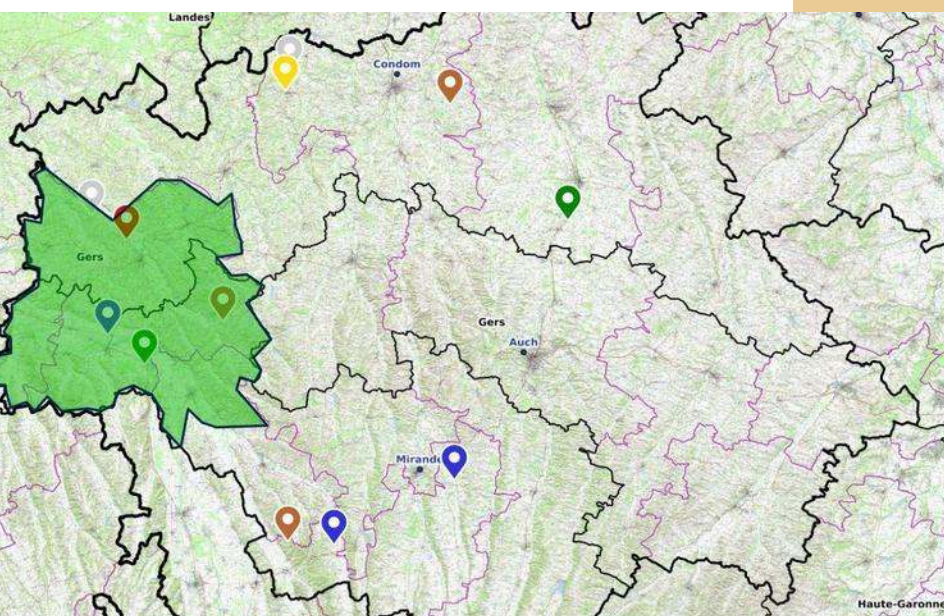 Landes
Condom
Gers
Gers
Auch
Mirande
Haute-Garonne